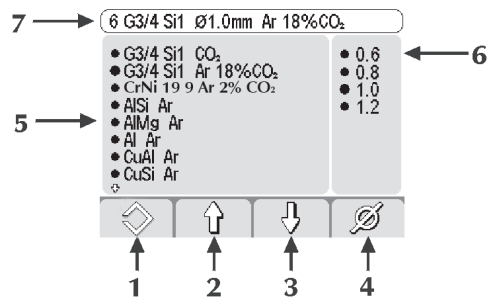 7
6 G3/4 Si1 Ø1.0mm Ar 18%CO₂
G3/4 Si1 CO₂
G3/4 Si1 Ar 18%CO₂
CrNi 19 9 Ar 2% CO₂
AlSi Ar
AlMg Ar
Al Ar
CuAl Ar
CuSi Ar
0.6
0.8
1.0
1.2
6
5
1
2
3
4